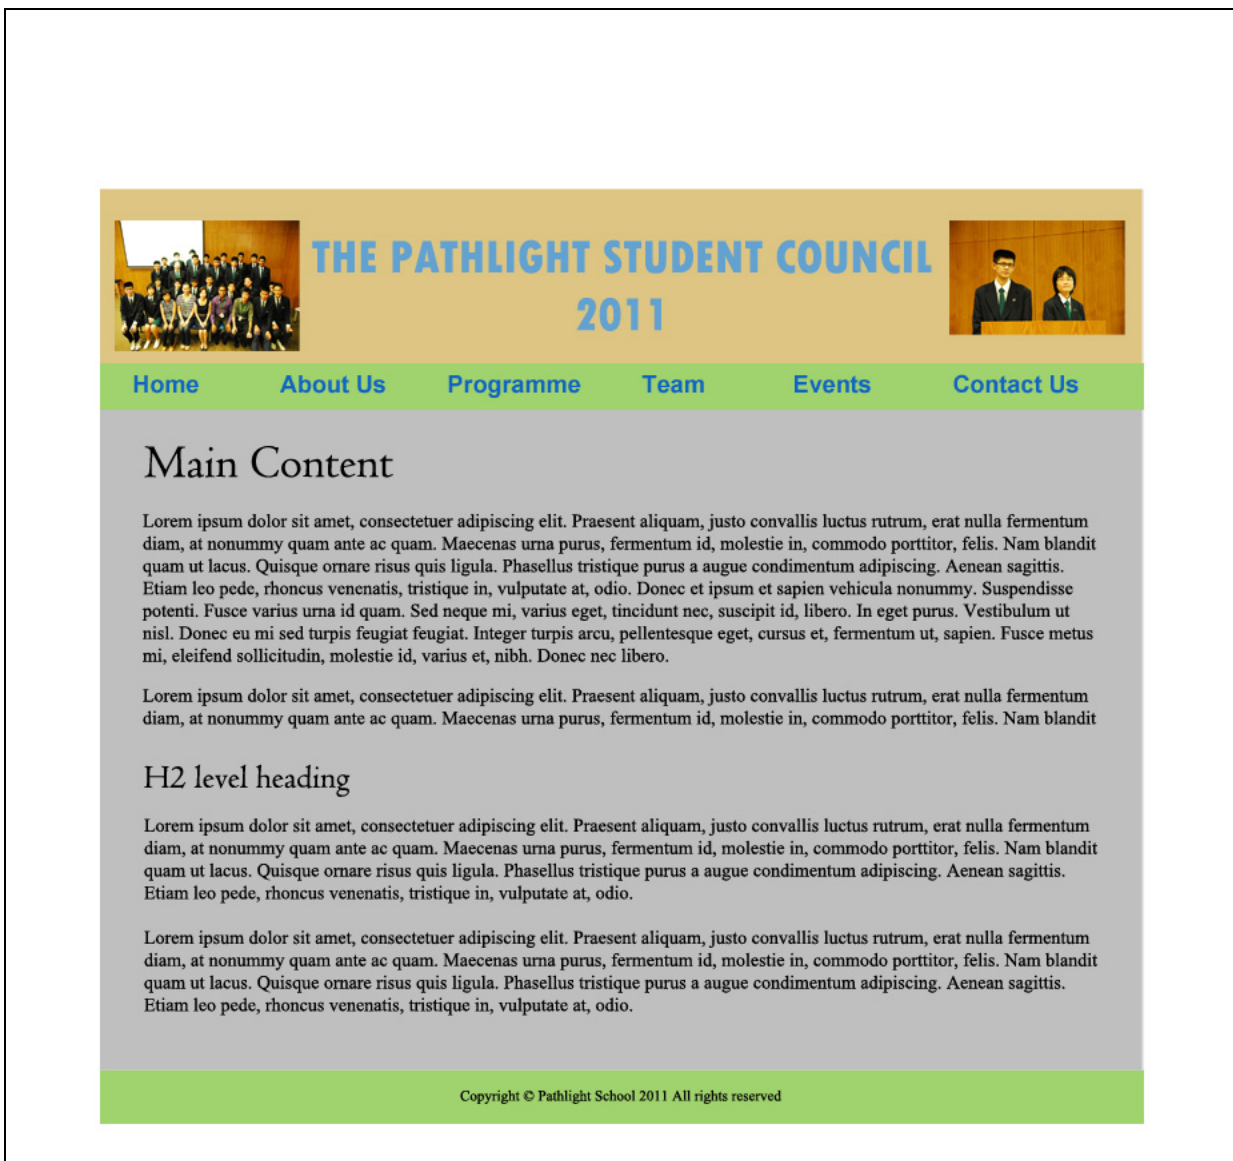 THE PATHLIGHT STUDENT COUNCIL
2011
Home About Us Programme Team Events Contact Us
Main Content
Lorem ipsum dolor sit amet, consectetuer adipiscing elit. Praesent aliquam, justo convallis luctus rutrum, erat nulla fermentum
diam, at nonummy quam ante ac quam. Maecenas urna purus, fermentum id, molestie in, commodo porttitor, felis. Nam blandit
quam ut lacus. Quisque ornare risus quis ligula. Phasellus tristique purus a augue condimentum adipiscing. Aenean sagittis.
Etiam leo pede, rhoncus venenatis, tristique in, vulputate at, odio. Donec et ipsum et sapien vehicula nonummy. Suspendisse
potenti. Fusce varius urna id quam. Sed neque mi, varius eget, tincidunt nec, suscipit id, libero. In eget purus. Vestibulum ut
nisl. Donec eu mi sed turpis feugiat feugiat. Integer turpis arcu, pellentesque eget, cursus et, fermentum ut, sapien. Fusce metus
mi, eleifend sollicitudin, molestie id, varius et, nibh. Donec nec libero.
Lorem ipsum dolor sit amet, consectetuer adipiscing elit. Praesent aliquam, justo convallis luctus rutrum, erat nulla fermentum
diam, at nonummy quam ante ac quam. Maecenas urna purus, fermentum id, molestie in, commodo porttitor, felis. Nam blandit
H2 level heading
Lorem ipsum dolor sit amet, consectetuer adipiscing elit. Praesent aliquam, justo convallis luctus rutrum, erat nulla fermentum
diam, at nonummy quam ante ac quam. Maecenas urna purus, fermentum id, molestie in, commodo porttitor, felis. Nam blandit
quam ut lacus. Quisque ornare risus quis ligula. Phasellus tristique purus a augue condimentum adipiscing. Aenean sagittis.
Etiam leo pede, rhoncus venenatis, tristique in, vulputate at, odio.
Lorem ipsum dolor sit amet, consectetuer adipiscing elit. Praesent aliquam, justo convallis luctus rutrum, erat nulla fermentum
diam, at nonummy quam ante ac quam. Maecenas urna purus, fermentum id, molestie in, commodo porttitor, felis. Nam blandit
quam ut lacus. Quisque ornare risus quis ligula. Phasellus tristique purus a augue condimentum adipiscing. Aenean sagittis.
Etiam leo pede, rhoncus venenatis, tristique in, vulputate at, odio.
Copyright © Pathlight School 2011 All rights reserved